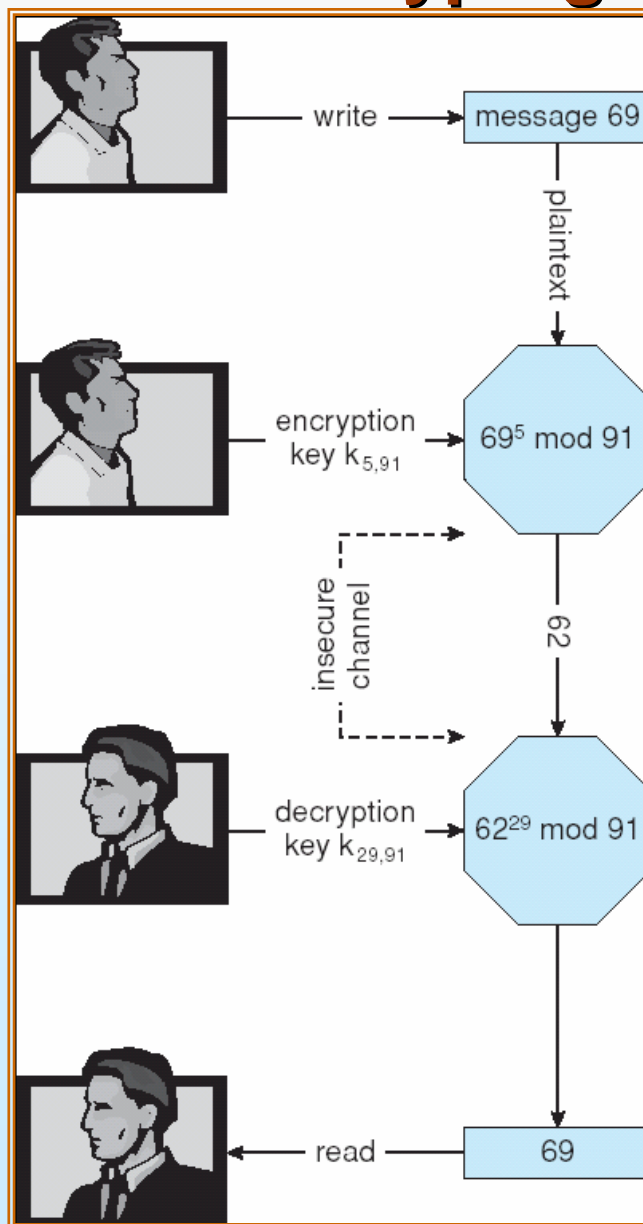 write
message 69
plaintext
encryption
key k5,91
69⁵ mod 91
insecure
channel
62
decryption
key k29,91
62²⁹ mod 91
read
69